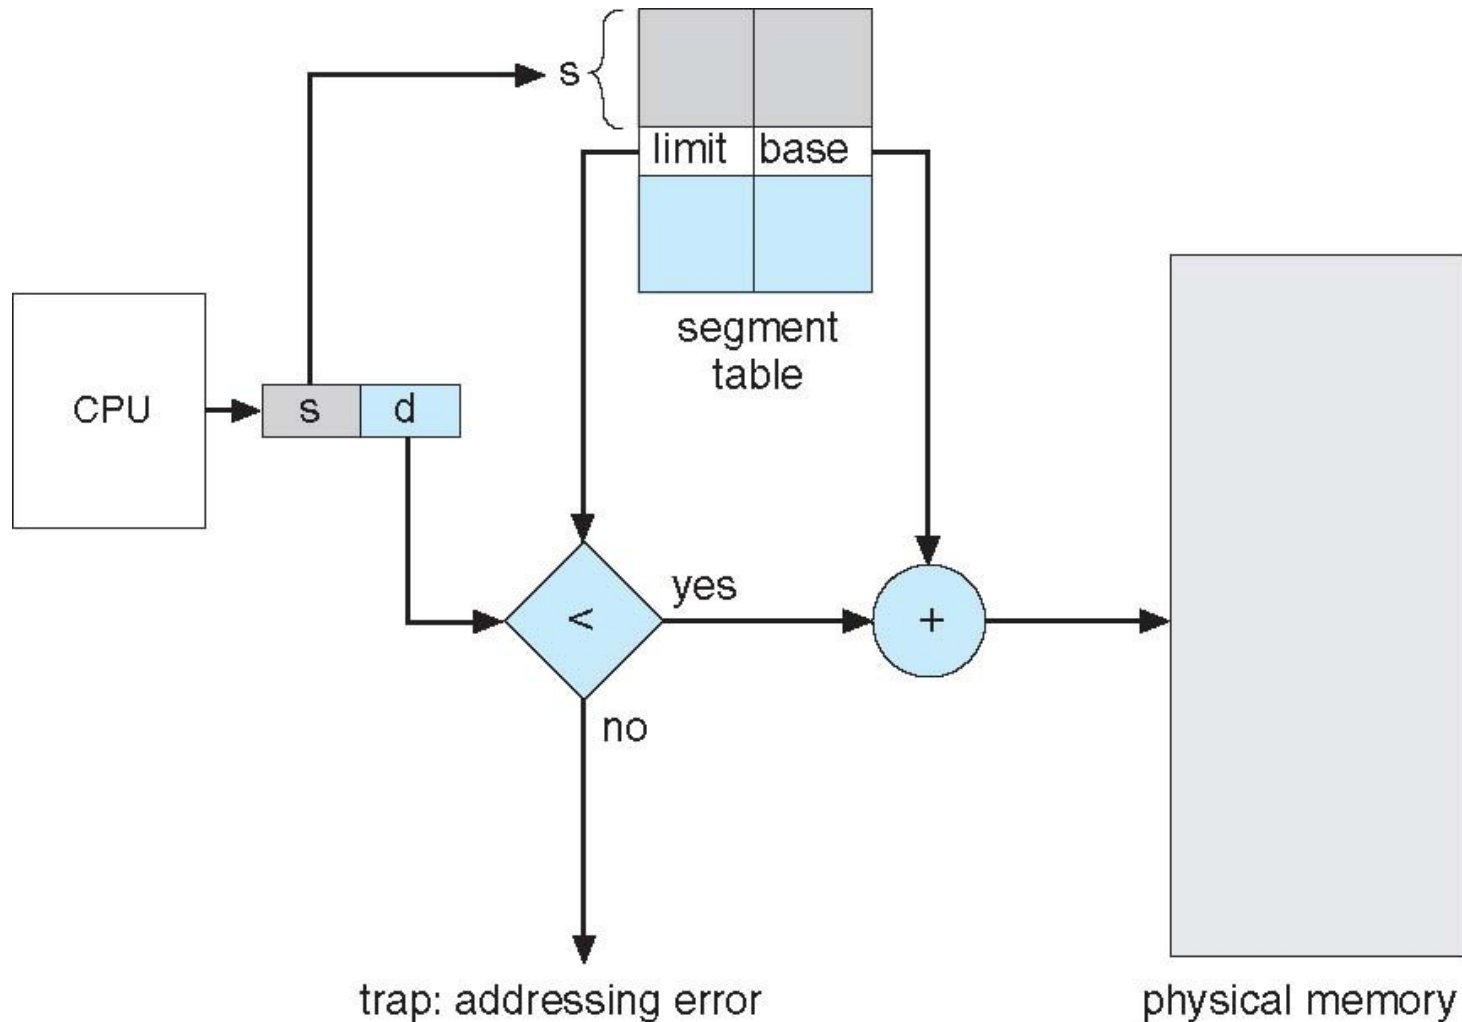 s
limit base
segment
table
CPU
s d
yes
< +
no
trap: addressing error
physical memory